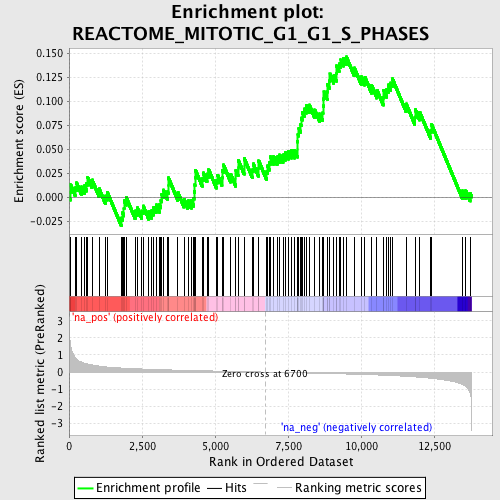 Enrichment plot:
REACTOME_MITOTIC_G1_G1_S_PHASES
Enrichment score (ES)
0.150
0.125
0.100
0.075
0.050
0.025
0.000
-0.025
'na_pos' (positively correlated)
Ranked list metric (PreRanked)
3
2
1
0
-1
-2
-3
Zero cross at 6700
'na_neg' (negatively correlated)
0
2,500
5,000
7,500
10,000
12,500
Rank in Ordered Dataset
Enrichment profile
Hits
Ranking metric scores